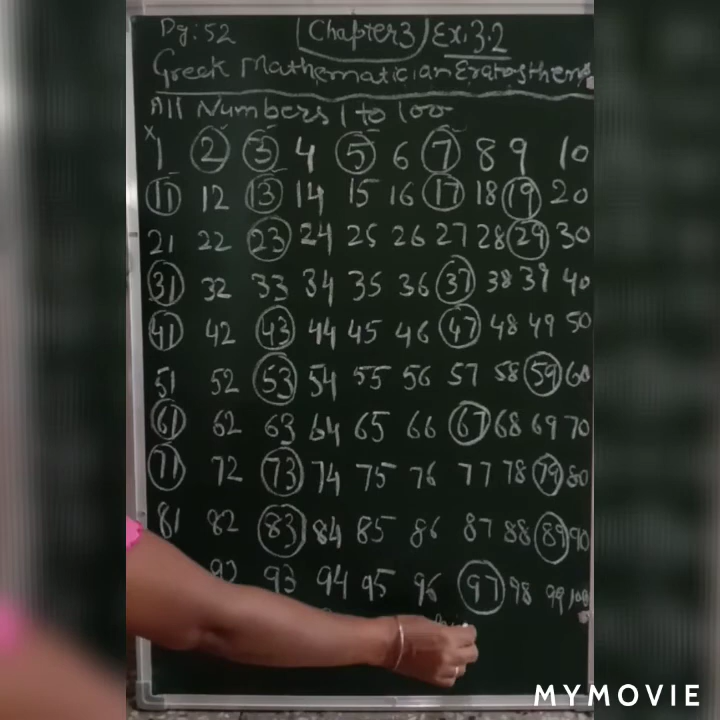 Pg: 52 Chapter 3 Ex: 3.2
Greek Mathematician Eratosthens
All Numbers 1 to 100
x
1 2 3 4 5 6 7 8 9 10
11 12 13 14 15 16 17 18 19 20
21 22 23 24 25 26 27 28 29 30
31 32 33 34 35 36 37 38 39 40
41 42 43 44 45 46 47 48 49 50
51 52 53 54 55 56 57 58 59 60
61 62 63 64 65 66 67 68 69 70
71 72 73 74 75 76 77 78 79 80
81 82 83 84 85 86 87 88 89 90
92 93 94 95 96 97 98 99 100
MYMOVIE